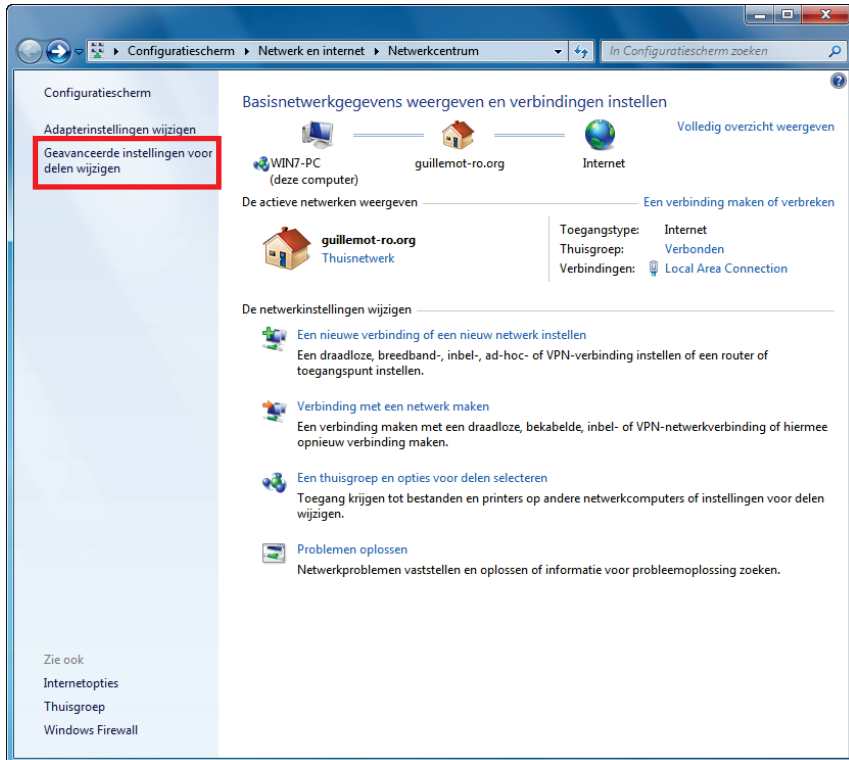 Configuratiescherm ▸ Netwerk en internet ▸ Netwerkcentrum
In Configuratiescherm zoeken
Configuratiescherm
Adapterinstellingen wijzigen
Geavanceerde instellingen voor
delen wijzigen
Zie ook
Internetopties
Thuisgroep
Windows Firewall
Basisnetwerkgegevens weergeven en verbindingen instellen
Volledig overzicht weergeven
WIN7-PC
(deze computer)
guillemot-ro.org
Internet
De actieve netwerken weergeven
Een verbinding maken of verbreken
guillemot-ro.org
Thuisnetwerk
Toegangstype: Internet
Thuisgroep: Verbonden
Verbindingen: Local Area Connection
De netwerkinstellingen wijzigen
Een nieuwe verbinding of een nieuw netwerk instellen
Een draadloze, breedband-, inbel-, ad-hoc- of VPN-verbinding instellen of een router of
toegangspunt instellen.
Verbinding met een netwerk maken
Een verbinding maken met een draadloze, bekabelde, inbel- of VPN-netwerkverbinding of hiermee
opnieuw verbinding maken.
Een thuisgroep en opties voor delen selecteren
Toegang krijgen tot bestanden en printers op andere netwerkcomputers of instellingen voor delen
wijzigen.
Problemen oplossen
Netwerkproblemen vaststellen en oplossen of informatie voor probleemoplossing zoeken.